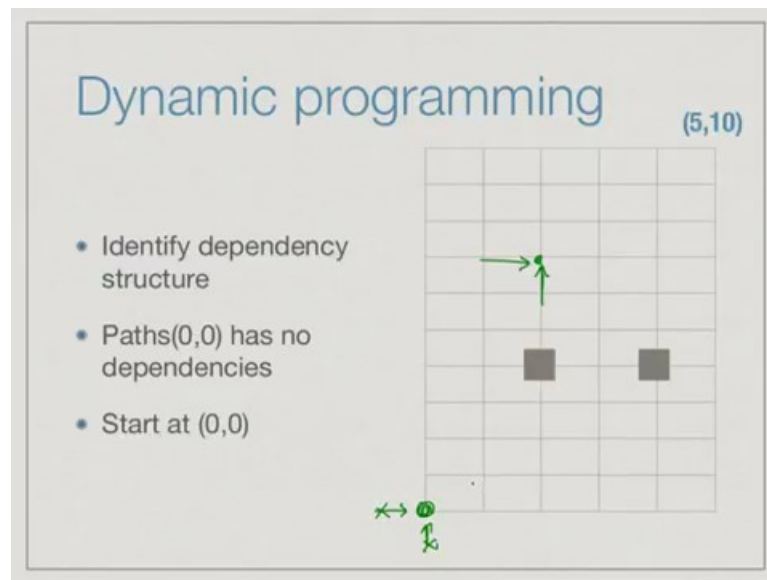 Dynamic programming
(5,10)
• Identify dependency
structure
• Paths(0,0) has no
dependencies
• Start at (0,0)